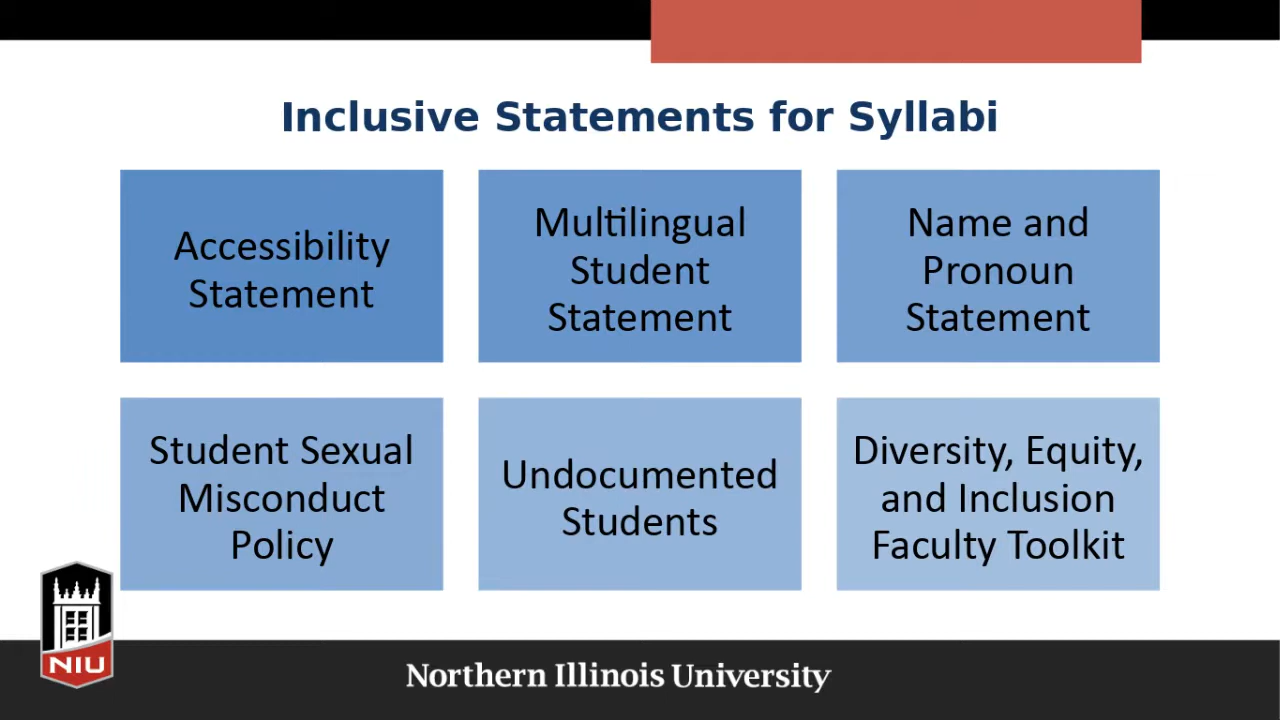 Inclusive Statements for Syllabi
Accessibility
Statement
Multilingual
Student
Statement
Name and
Pronoun
Statement
Student Sexual
Misconduct
Policy
Undocumented
Students
Diversity, Equity,
and Inclusion
Faculty Toolkit
NIU
Northern Illinois University